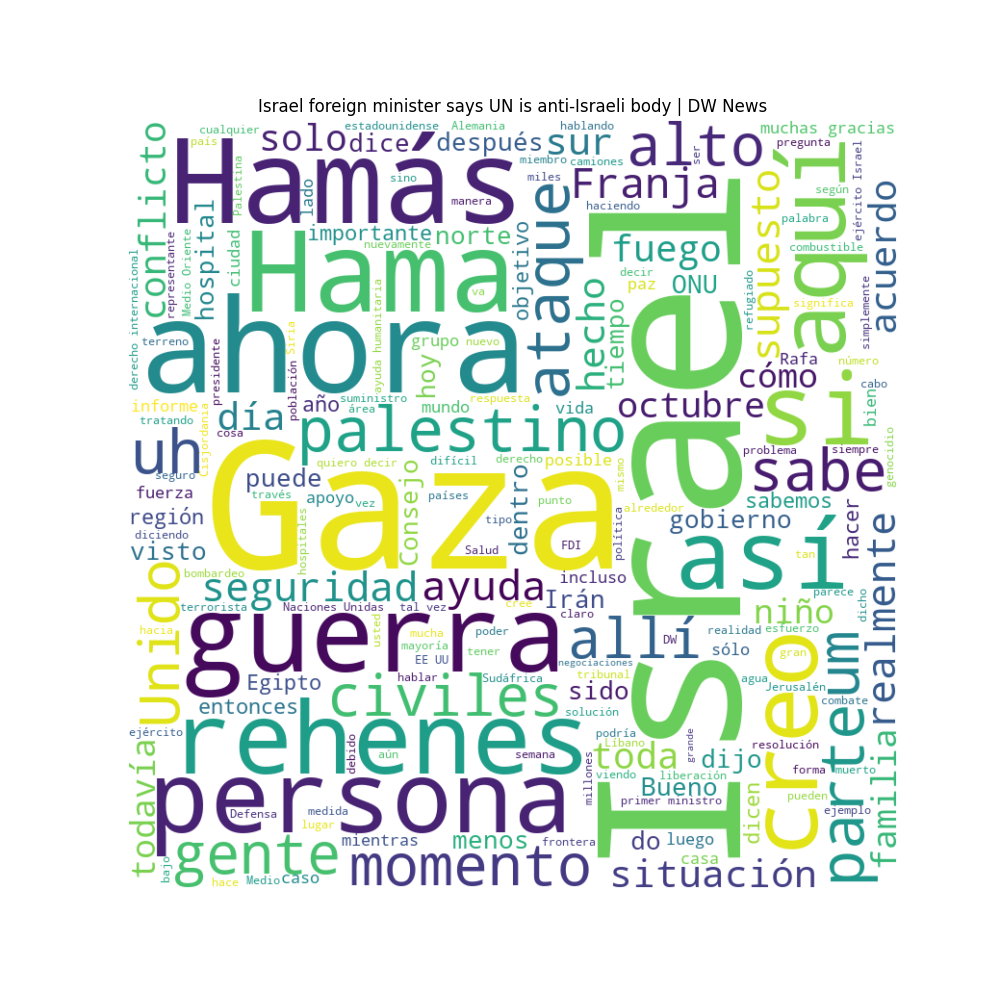 Israel foreign minister says UN is anti-Israeli body | DW News
cualquier
estadounidense
Alemania
hablando
muchas gracias
país
solo
dice
después
sur
alto
ser
pregunta
conflicto
Hamás
Palestina
lado
sino
miembro
camiones
miles
Franja
manera
haciendo
supuesto
aquí
según
ejército Israel
palabra
acuerdo
hospital
ciudad
importante
norte
nuevamente
objetivo
ataque
fuego
combustible
representante
Medio Oriente
derecho internacional
Hama
va
hecho
decir
paz
ONU
refugiado
significa
simplemente
ahora
terreno
Siria
ayuda humanitaria
grupo
nuevo
hoy
tiempo
Israel
Rafa
número
presidente
población
cómo
si
cabo
informe
tratando
Cisjordania
día
año
suministro
área
mundo
respuesta
vida
octubre
bien
cosa
palestino
uh
seguro
problema
siempre
genocidio
Gaza
quiero decir
difícil
derecho
posible
mismo
sabe
fuerza
puede
través
apoyo
vez
Consejo
países
dentro
punto
sabemos
región
diciendo
hospitales
tipo
política
alrededor
gobierno
hacer
visto
Salud
FDI
así
tan
realmente
bombardeo
seguridad
ayuda
incluso
Irán
parece
dicho
Unido
terrorista
Naciones Unidas
tal vez
cree
claro
niño
hacia
guerra
usted
mucha
mayoría
poder
EE UU
tener
allí
DW
realidad
esfuerzo
sólo
gran
creo
parte
um
negociaciones
tribunal
hablar
Sudáfrica
Egipto
civiles
sido
agua
Jerusalén
combate
entonces
solución
ejército
rehenes
podría
Líbano
grande
resolución
todavía
debido
aún
semana
toda
dijo
familia
viendo
liberación
forma
muerto
persona
millones
Bueno
primer ministro
pueden
Defensa
medida
ejemplo
lugar
dicen
gente
mientras
menos
frontera
do
luego
casa
bajo
hace
Medio
caso
momento
situación